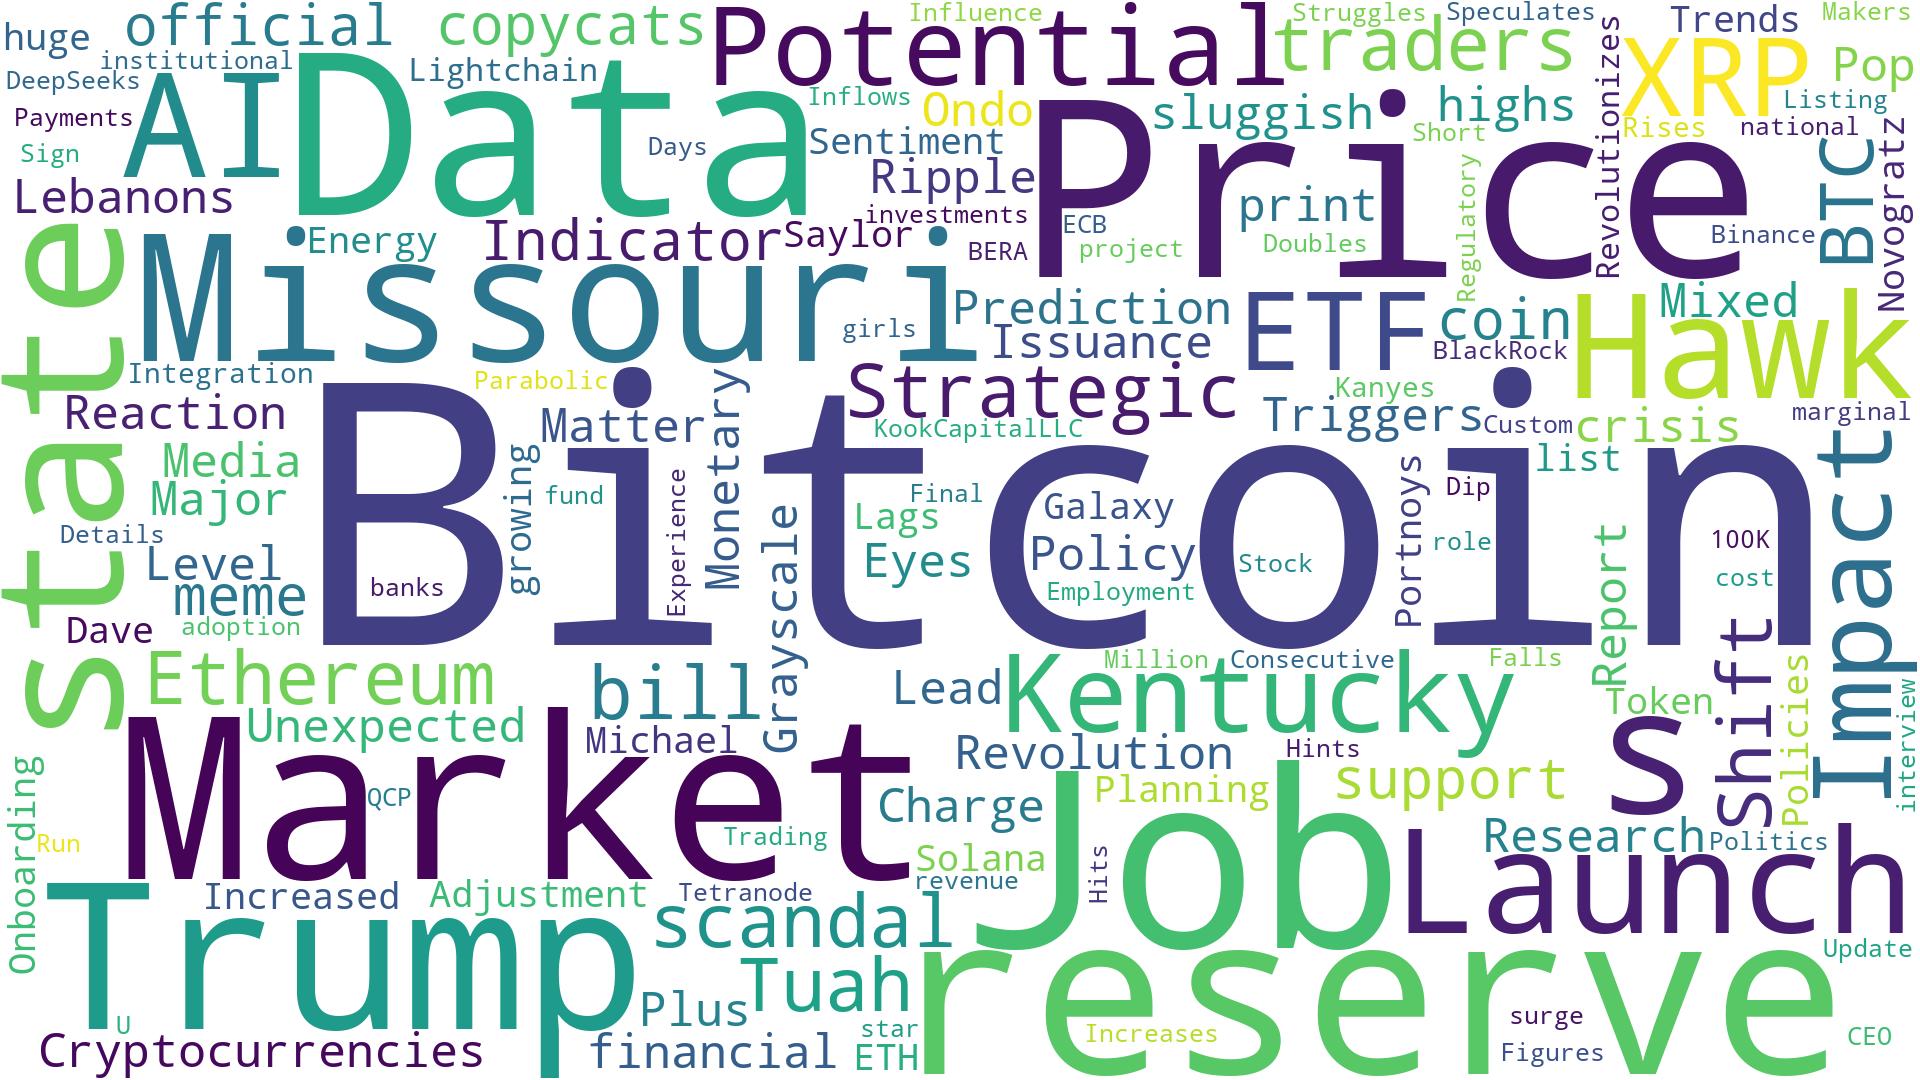 huge
official
copycats
Potential
Influence
Struggles
Speculates
Trends
Makers
institutional
DeepSeeks
AI
Data
Lightchain
traders
Revolutionizes
XRP
Pop
Payments
Inflows
Ondo
sluggish
highs
Listing
Sign
Days
Sentiment
Price
Short
Rises
national
Lebanons
Ripple
print
Regulatory
BTC
Novogratz
state
Missouri
Energy
Indicator
Saylor
investments
BERA
ECB
project
Doubles
Binance
girls
Prediction
Issuance
ETF
coin
BlackRock
Hawk
Mixed
Integration
Parabolic
Strategic
Kanyes
Reaction
Matter
Monetary
KookCapitalLLC
Triggers
Custom
crisis
marginal
Media
Major
Bitcoin
growing
fund
Experience
Final
Lags
Galaxy
Portnoys
Dip
list
Impact
Details
Level
meme
banks
Grayscale
Eyes
Policy
Stock
role
Report
100K
cost
Dave
adoption
Employment
Ethereum
bill
Lead
Kentucky
Million
Consecutive
Falls
Token
Shift
Policies
interview
Unexpected
Michael
Market
Revolution
Hints
s
Onboarding
QCP
Charge
Planning
support
Run
Trading
Solana
Job
Hits
Launch
Research
Politics
Increased
Adjustment
Tetranode
revenue
Trump
scandal
reserve
Update
Tuah
Plus
U
star
Increases
surge
Cryptocurrencies
financial
ETH
Figures
CEO